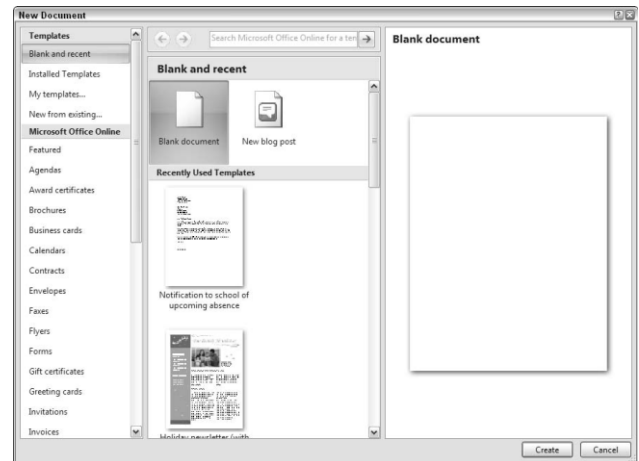 New Document
Templates
Blank and recent
Installed Templates
My templates...
New from existing...
Microsoft Office Online
Featured
Agendas
Award certificates
Brochures
Business cards
Calendars
Contracts
Envelopes
Faxes
Flyers
Forms
Gift certificates
Greeting cards
Invitations
Invoices
Search Microsoft Office Online for a ten
Blank and recent
Blank document
New blog post
Recently Used Templates
Notification to school of
upcoming absence
Holiday newsletter (with
Blank document
Create
Cancel